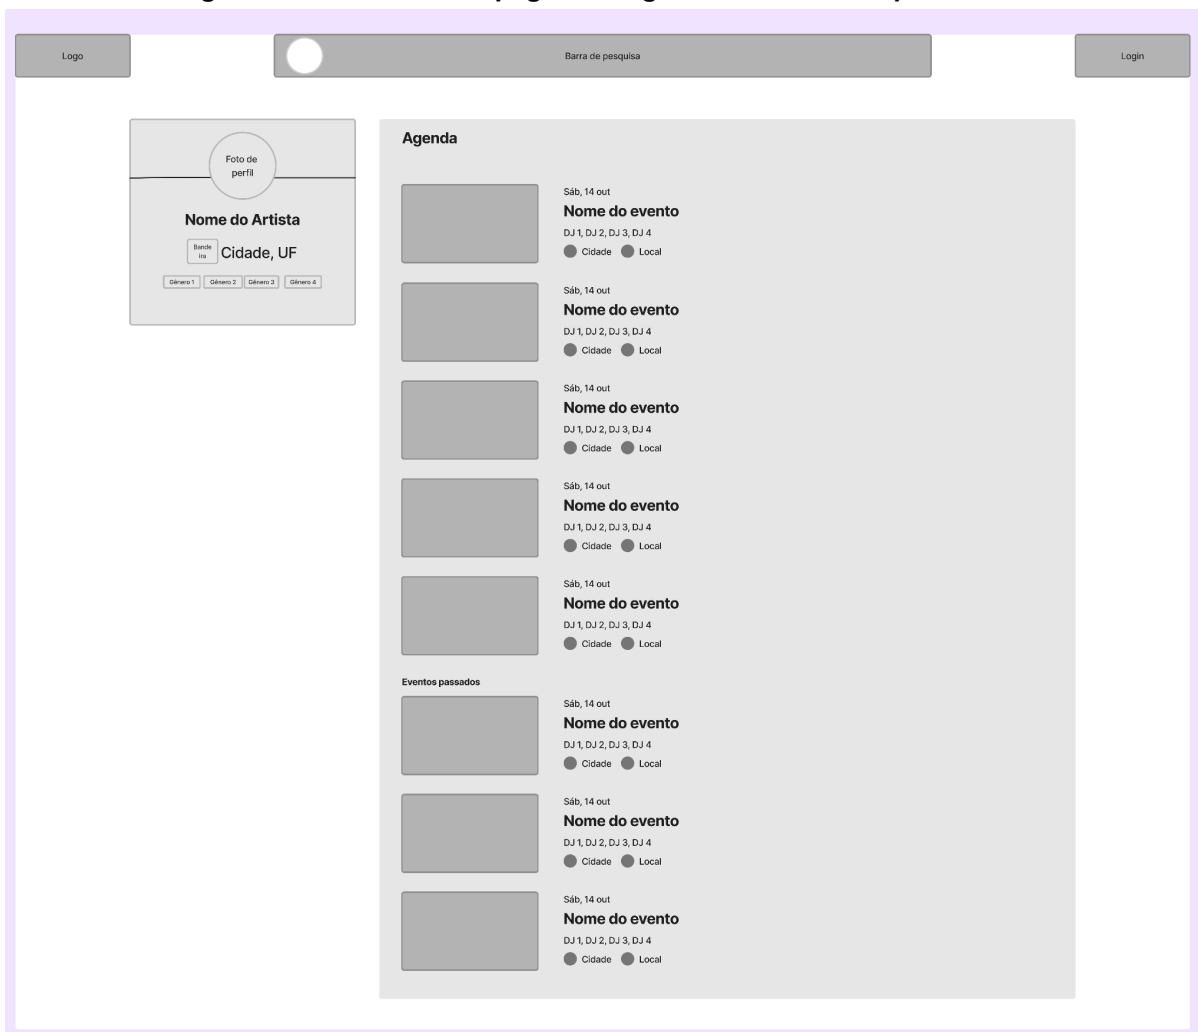 Logo
Barra de pesquisa
Login
Foto de
perfil
Nome do Artista
Bande
ira
Cidade, UF
Gênero 1 Gênero 2 Gênero 3 Gênero 4
Agenda
Sáb, 14 out
Nome do evento
DJ 1, DJ 2, DJ 3, DJ 4
Cidade Local
Sáb, 14 out
Nome do evento
DJ 1, DJ 2, DJ 3, DJ 4
Cidade Local
Sáb, 14 out
Nome do evento
DJ 1, DJ 2, DJ 3, DJ 4
Cidade Local
Sáb, 14 out
Nome do evento
DJ 1, DJ 2, DJ 3, DJ 4
Cidade Local
Sáb, 14 out
Nome do evento
DJ 1, DJ 2, DJ 3, DJ 4
Cidade Local
Eventos passados
Sáb, 14 out
Nome do evento
DJ 1, DJ 2, DJ 3, DJ 4
Cidade Local
Sáb, 14 out
Nome do evento
DJ 1, DJ 2, DJ 3, DJ 4
Cidade Local
Sáb, 14 out
Nome do evento
DJ 1, DJ 2, DJ 3, DJ 4
Cidade Local